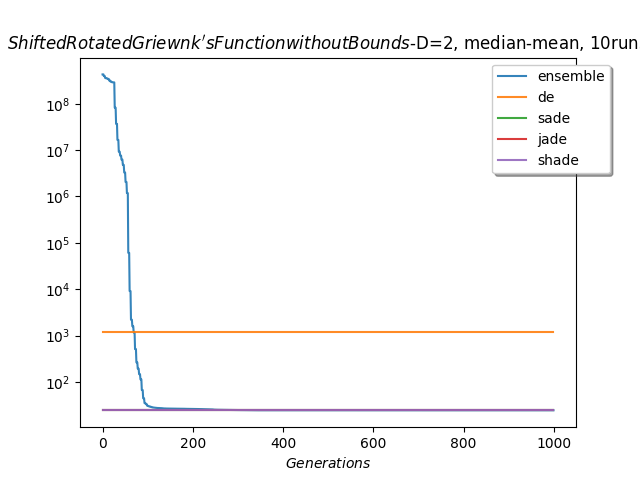 ShiftedRotatedGriewnk'sFunctionwithoutBounds-D=2, median-mean, 10run
ensemble
de
sade
jade
shade
10^8
10^7
10^6
10^5
10^4
10^3
10^2
0 200 400 600 800 1000
Generations